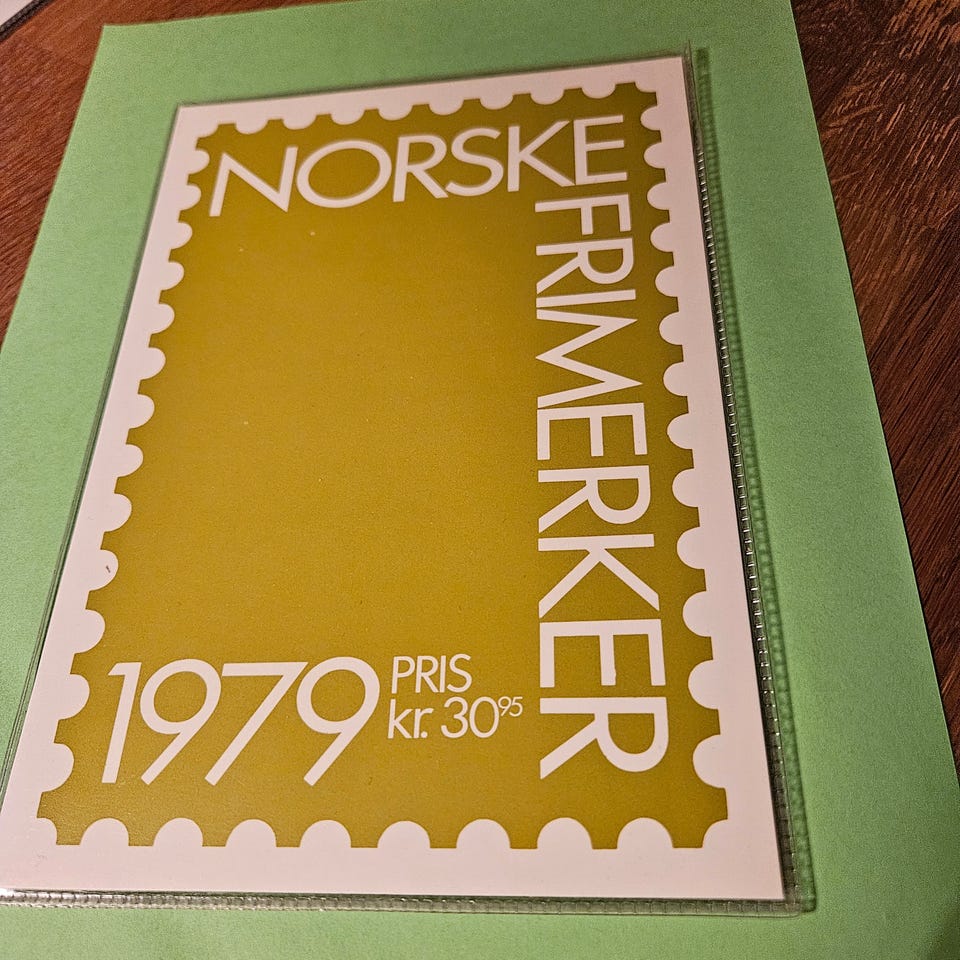 NORSKE
FRIMERKER
1979
PRIS
kr. 30⁹⁵